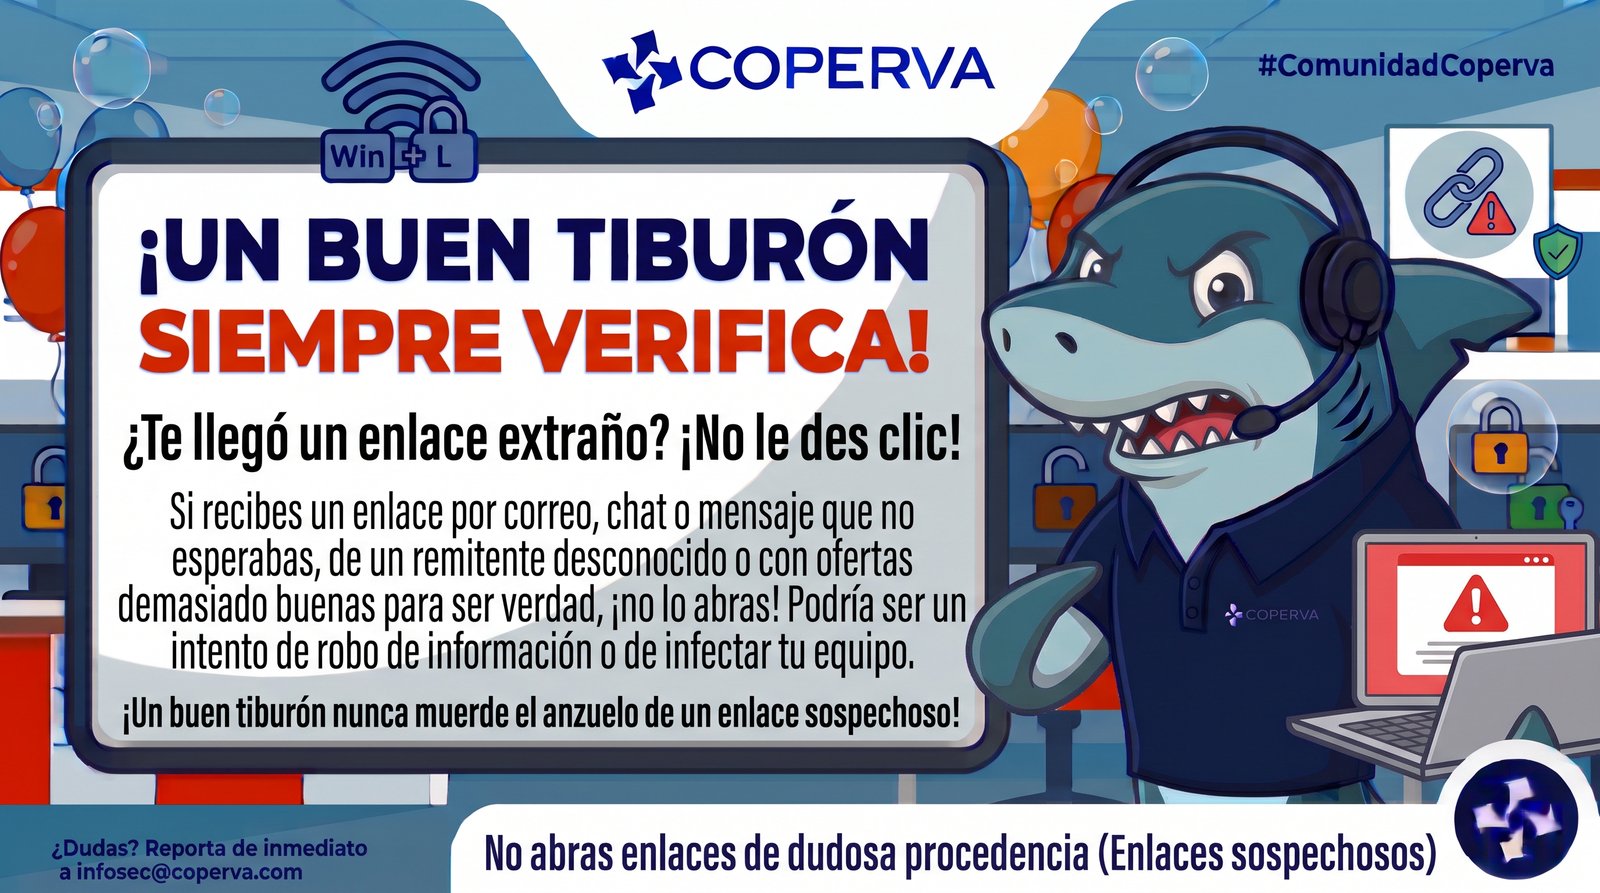 COPERVA
#ComunidadCoperva
Win + L
¡UN BUEN TIBURÓN
SIEMPRE VERIFICA!
¿Te llegó un enlace extraño? ¡No le des clic!
Si recibes un enlace por correo, chat o mensaje que no
esperabas, de un remitente desconocido o con ofertas
demasiado buenas para ser verdad, ¡no lo abras! Podría ser un
intento de robo de información o de infectar tu equipo.
¡Un buen tiburón nunca muerde el anzuelo de un enlace sospechoso!
COPERVA
¿Dudas? Reporta de inmediato
a infosec@coperva.com
No abras enlaces de dudosa procedencia (Enlaces sospechosos)